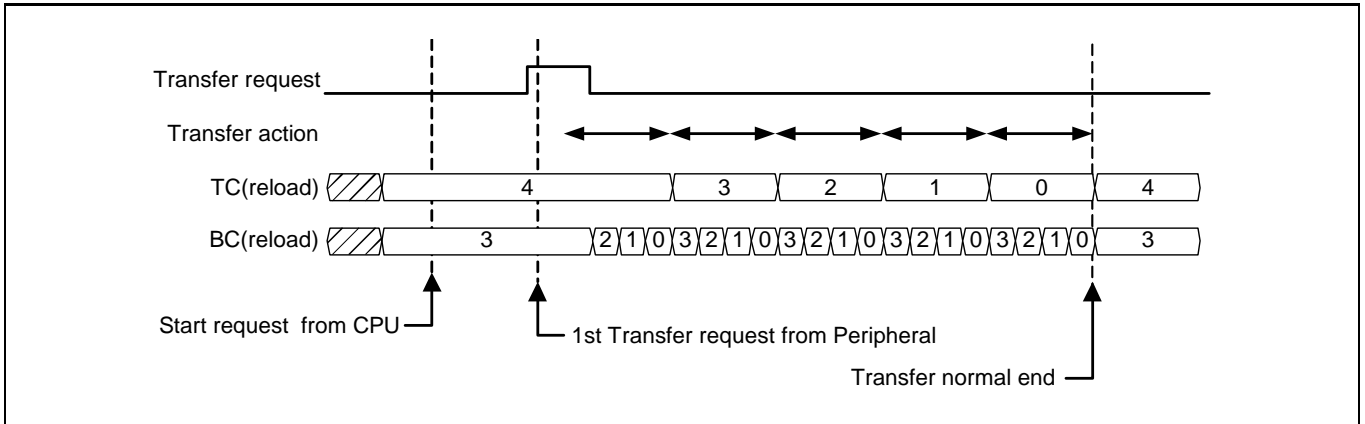 Transfer request
Transfer action
TC(reload) 4 3 2 1 0 4
BC(reload) 3 2 1 0 3 2 1 0 3 2 1 0 3 2 1 0 3 2 1 0 3
Start request from CPU
1st Transfer request from Peripheral
Transfer normal end